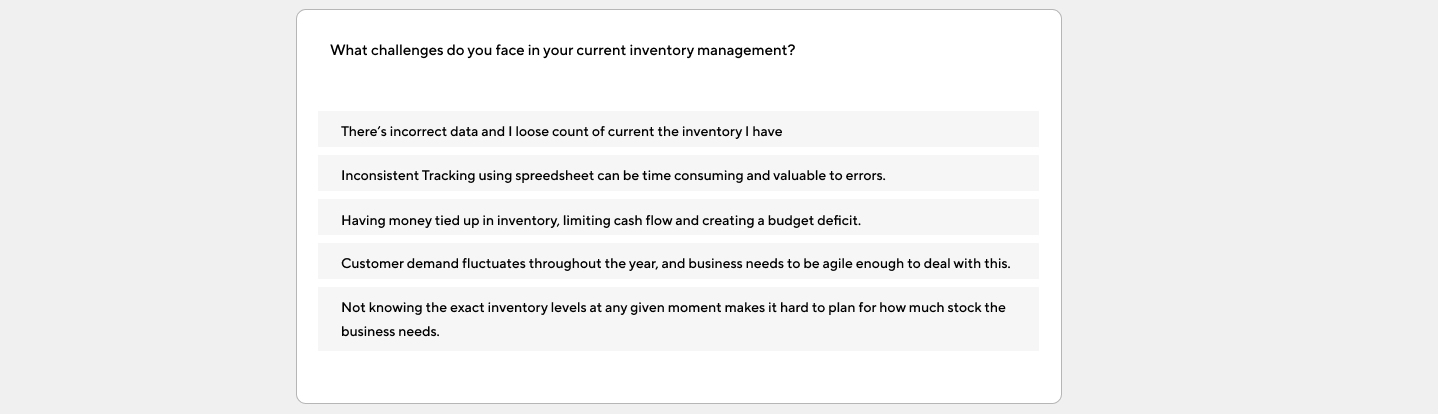 What challenges do you face in your current inventory management?
There's incorrect data and I loose count of current the inventory I have
Inconsistent Tracking using spreedsheet can be time consuming and valuable to errors.
Having money tied up in inventory, limiting cash flow and creating a budget deficit.
Customer demand fluctuates throughout the year, and business needs to be agile enough to deal with this.
Not knowing the exact inventory levels at any given moment makes it hard to plan for how much stock the
business needs.